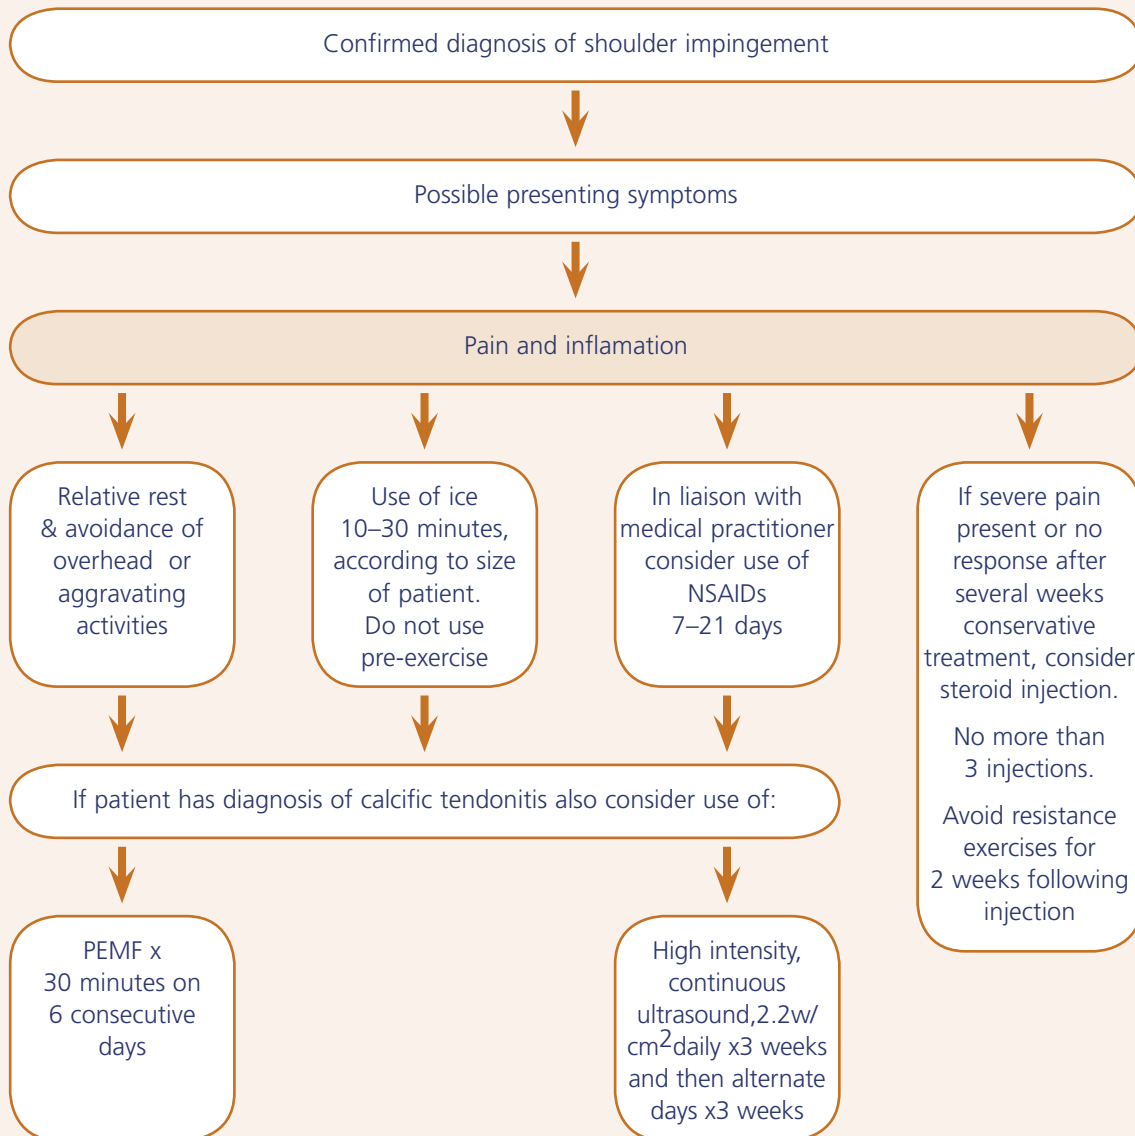 Confirmed diagnosis of shoulder impingement
Possible presenting symptoms
Pain and inflamation
Relative rest
& avoidance of
overhead or
aggravating
activities
Use of ice
10–30 minutes,
according to size
of patient.
Do not use
pre-exercise
In liaison with
medical practitioner
consider use of
NSAIDs
7–21 days
If severe pain
present or no
response after
several weeks
conservative
treatment, consider
steroid injection.
No more than
3 injections.
Avoid resistance
exercises for
2 weeks following
injection
If patient has diagnosis of calcific tendonitis also consider use of:
PEMF x
30 minutes on
6 consecutive
days
High intensity,
continuous
ultrasound,2.2w/
cm²daily x3 weeks
and then alternate
days x3 weeks